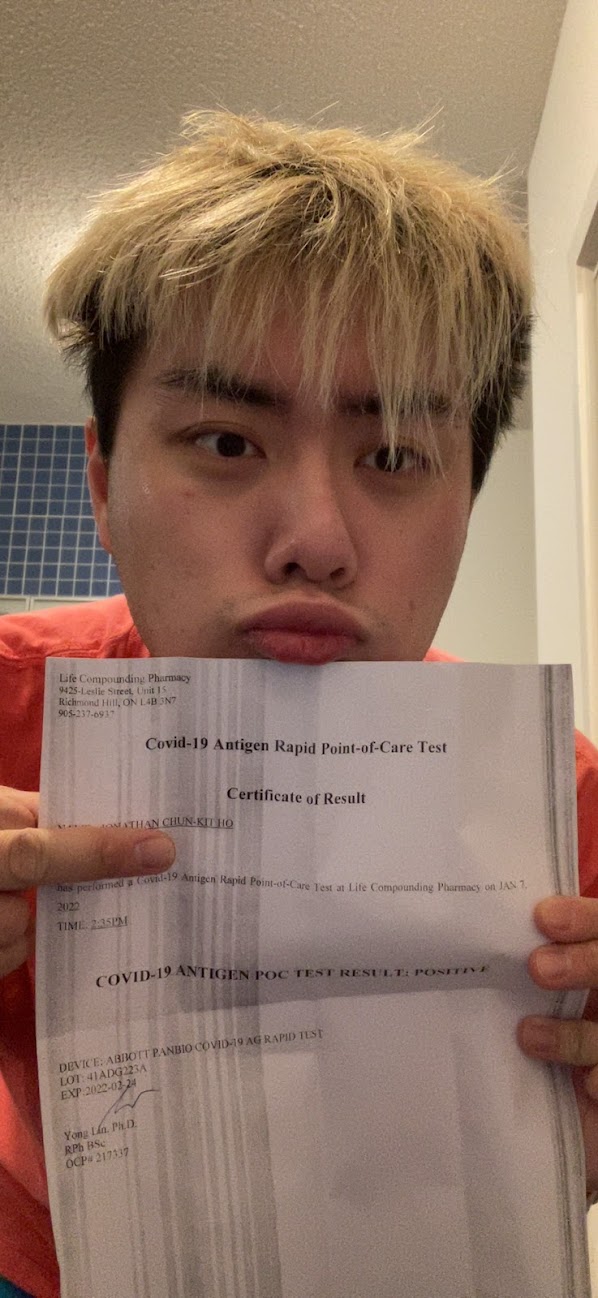 Life Compounding Pharmacy
9425-Leslie Street, Unit 15
Richmond Hill, ON L4B 3N7
905-237-6937
Covid-19 Antigen Rapid Point-of-Care Test
Certificate of Result
CHUN-KIT HO
has performed a Covid-19 Antigen Rapid Point-of-Care Test at Life Compounding Pharmacy on JAN 7,
2022
TIME: 2:35PM
COVID-19 ANTIGEN POC TEST RESULT: POSITIVE
DEVICE: ABBOTT PANBIO COVID-19 AG RAPID TEST
LOT: 41ADG223A
EXP:2022-02-24
Yong Lin, Ph.D.
RPh BSc
OCP# 217337